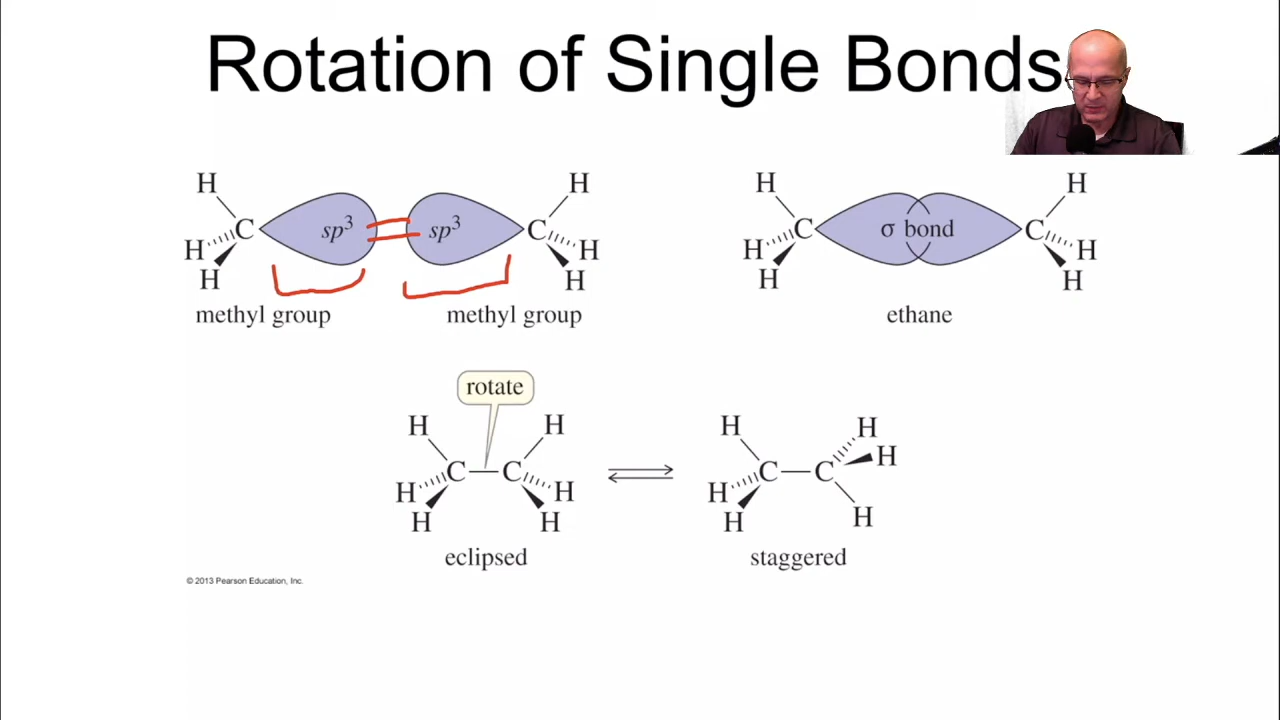 Rotation of Single Bonds
H H H H
sp³ sp³ σ bond
C C C C
H H H H
H H H H
methyl group methyl group ethane
rotate
H H H H
H
C C C C
H H H
H H H H
eclipsed staggered
© 2013 Pearson Education, Inc.